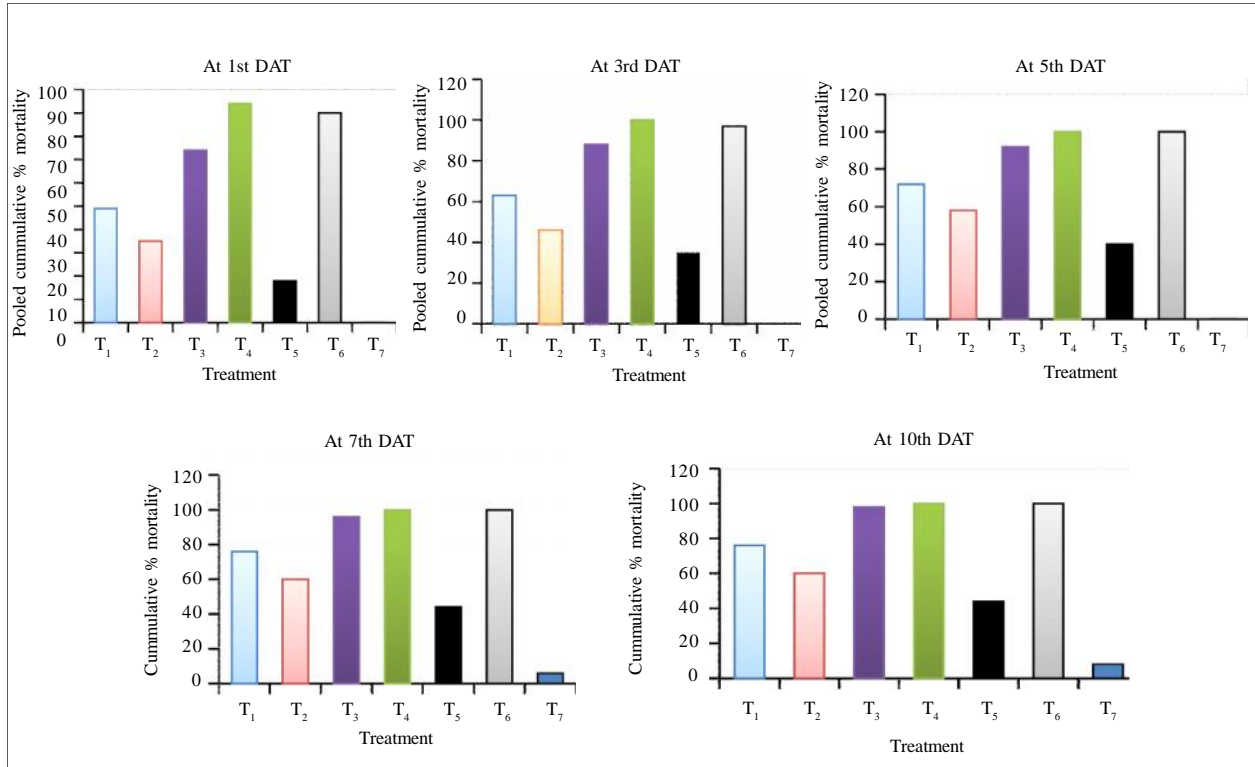 At 1st DAT
Pooled cummulative % mortality
100
90
80
70
60
50
40
30
20
10
0
T1 T2 T3 T4 T5 T6 T7
Treatment
At 3rd DAT
Pooled cummulative % mortality
120
100
80
60
40
20
0
T1 T2 T3 T4 T5 T6 T7
Treatment
At 5th DAT
Pooled cummulative % mortality
120
100
80
60
40
20
0
T1 T2 T3 T4 T5 T6 T7
Treatment
At 7th DAT
Cummulative % mortality
120
100
80
60
40
20
0
T1 T2 T3 T4 T5 T6 T7
Treatment
At 10th DAT
Cummulative % mortality
120
100
80
60
40
20
0
T1 T2 T3 T4 T5 T6 T7
Treatment